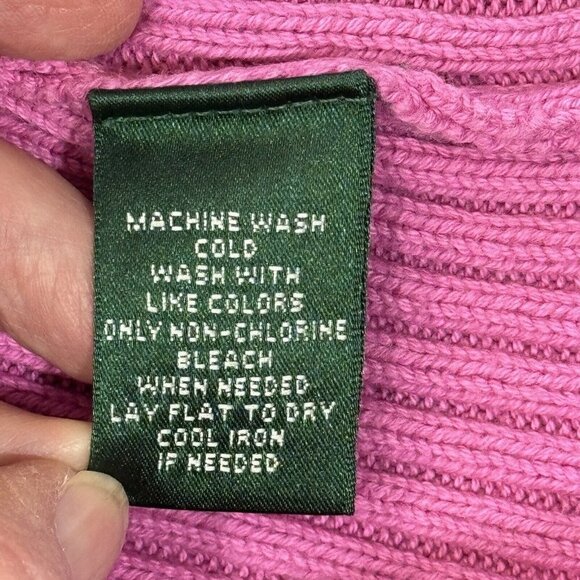 MACHINE WASH
COLD
WASH WITH
LIKE COLORS
ONLY NON-CHLORINE
BLEACH
WHEN NEEDED
LAY FLAT TO DRY
COOL IRON
IF NEEDED